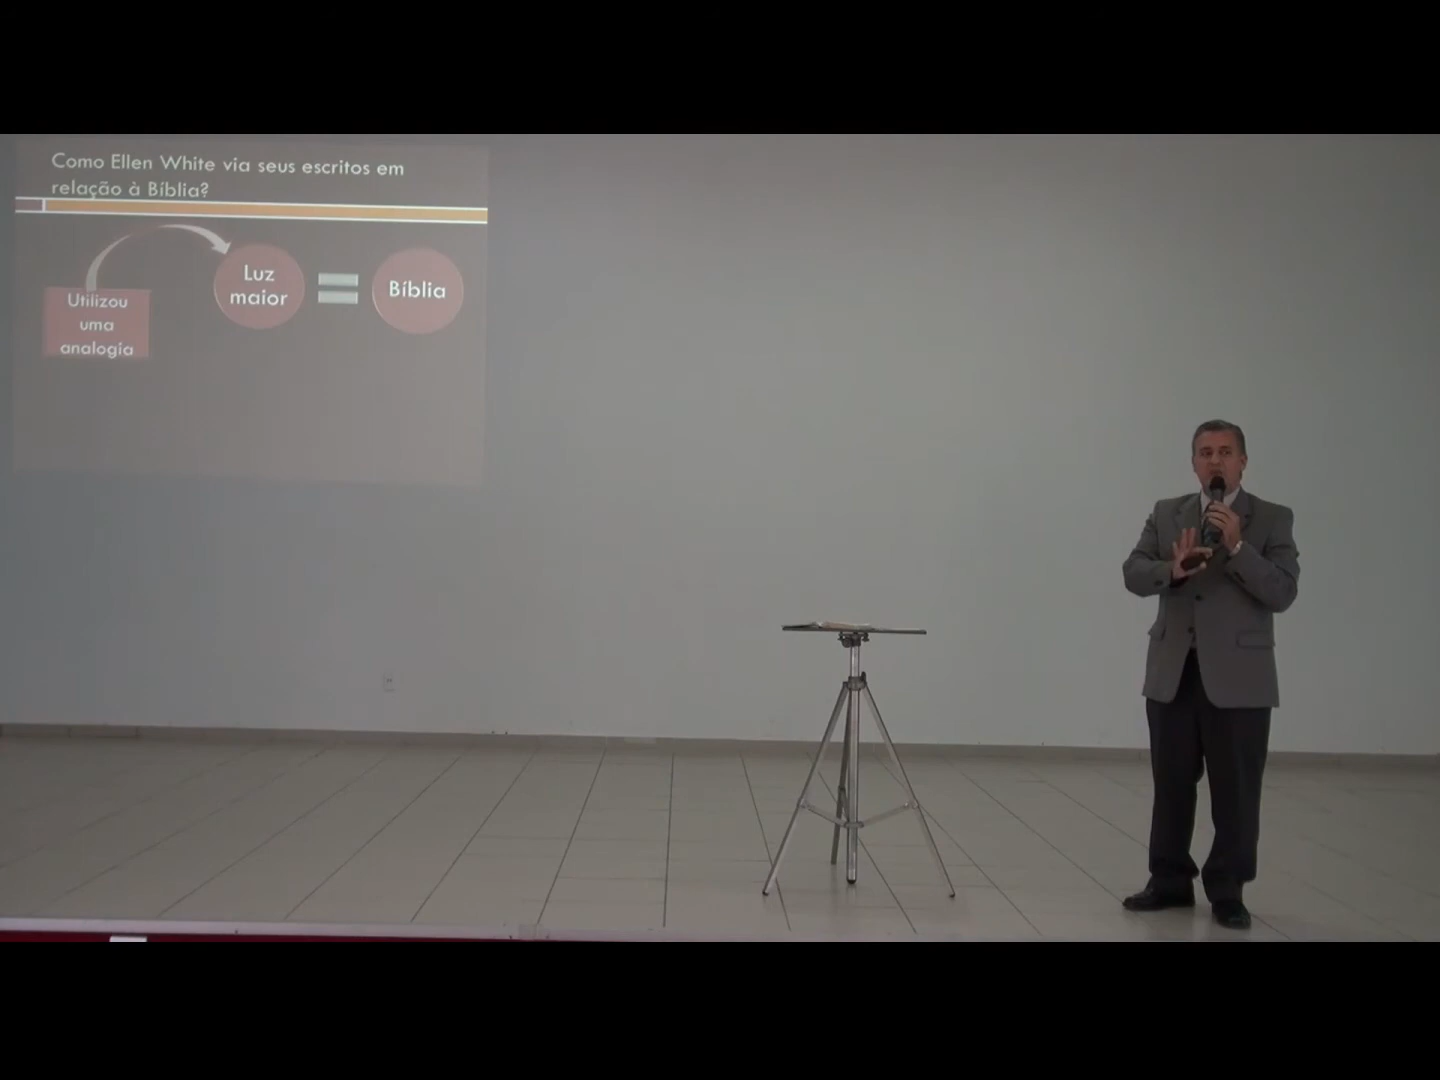 Como Ellen White via seus escritos em
relação à Bíblia?
Utilizou
uma
analogia
Luz
maior
Bíblia